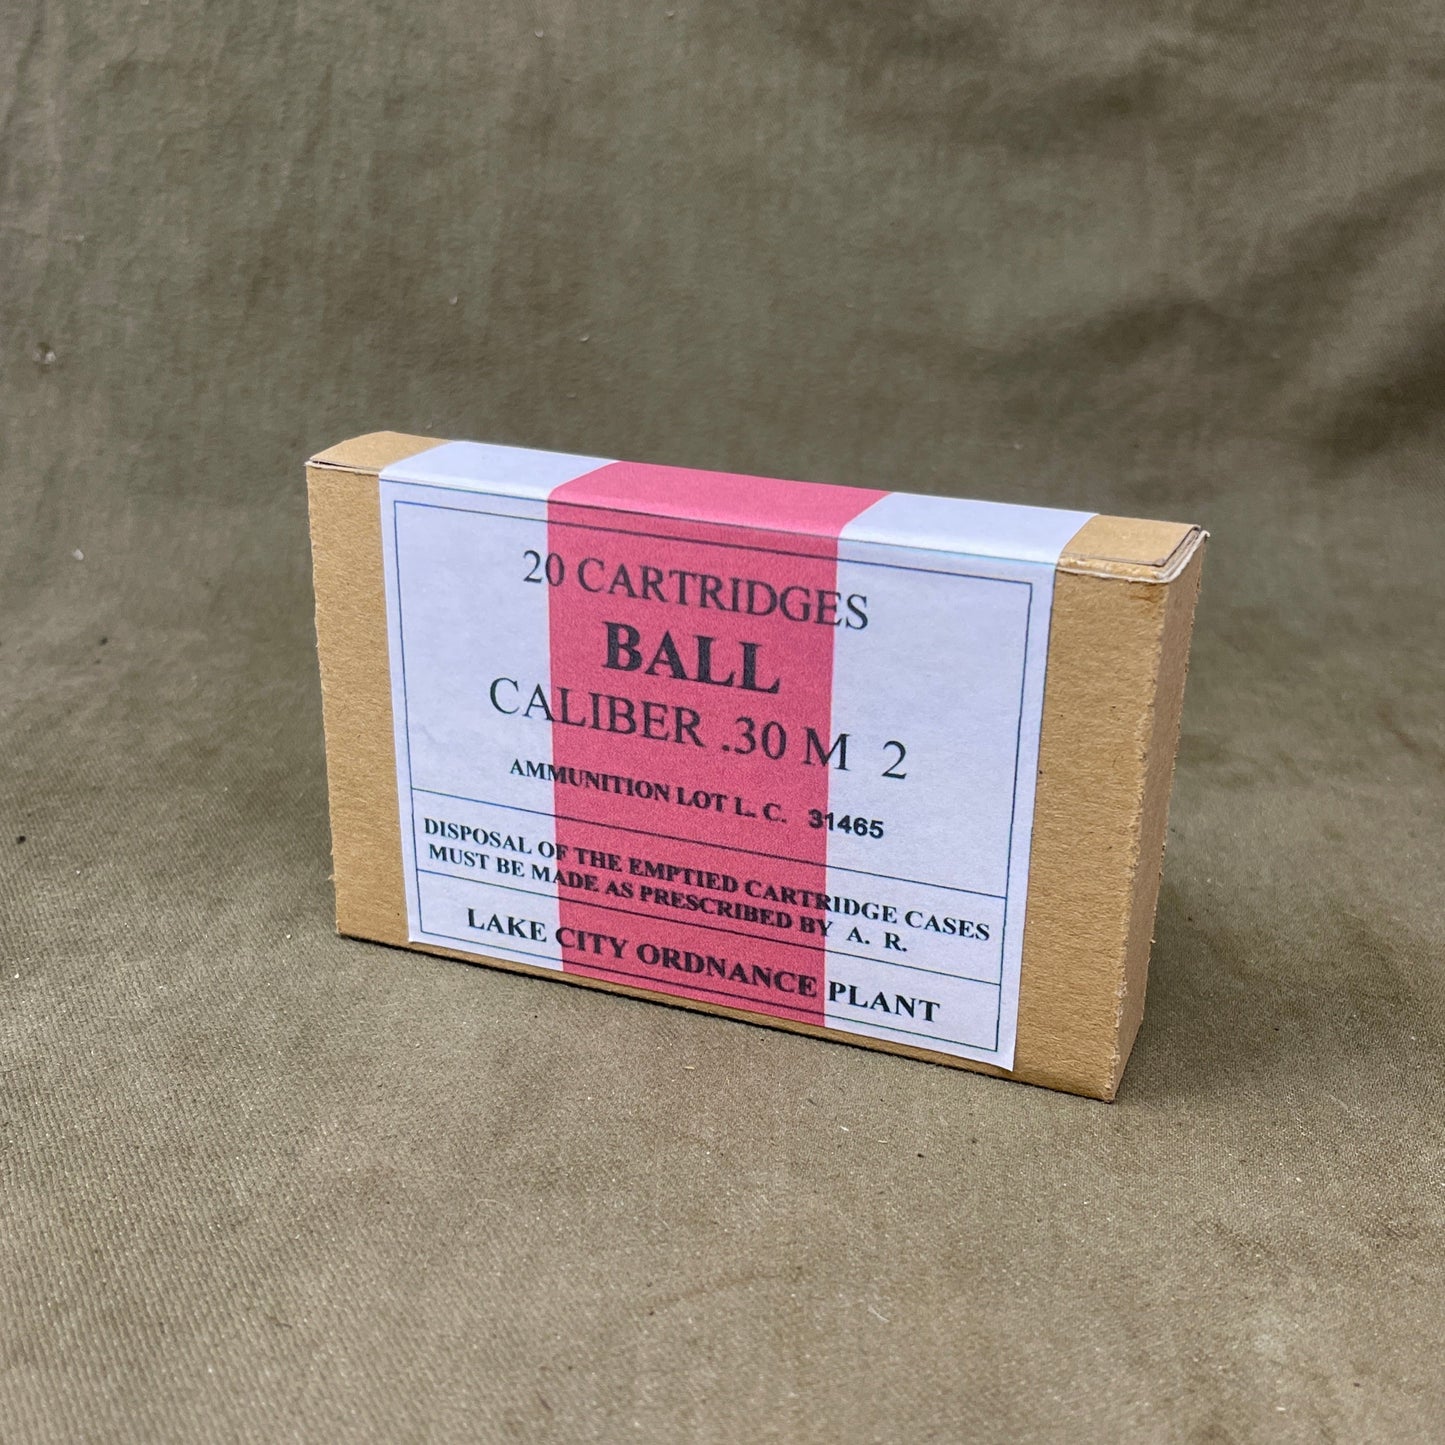 20 CARTRIDGES
BALL
CALIBER .30 M 2
AMMUNITION LOT L. C. 31465
DISPOSAL OF THE EMPTIED CARTRIDGE CASES
MUST BE MADE AS PRESCRIBED BY A. R.
LAKE CITY ORDNANCE PLANT